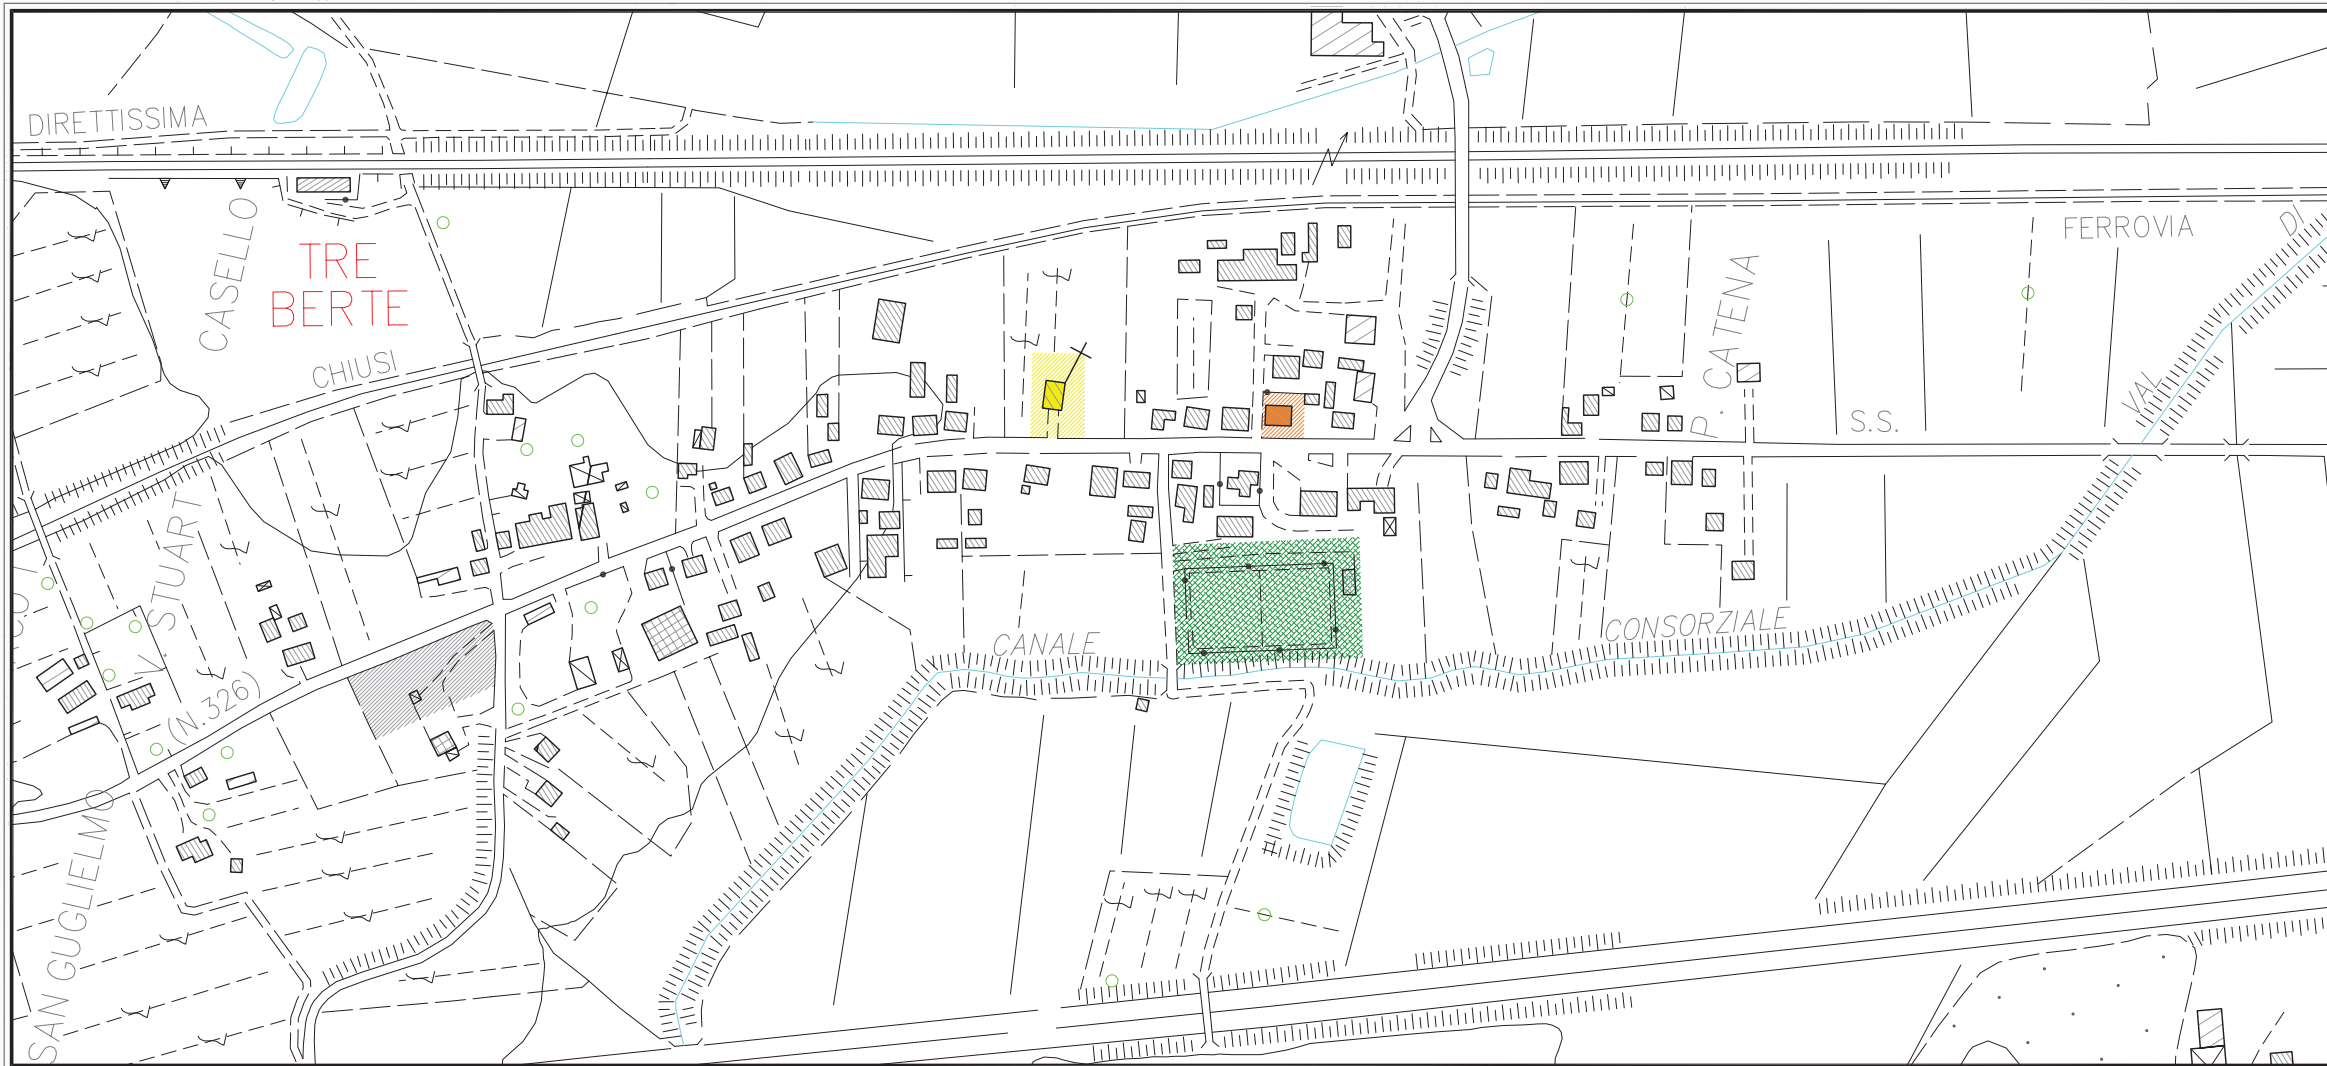 DIRETTISSIMA
CASELLO
TRE
BERTE
FERROVIA
DI
CHIUSI
P. CATENA
VAL
S.S.
N. STUART
CANALE
CONSORZIALE
(N.326)
SAN GUGLIELMO